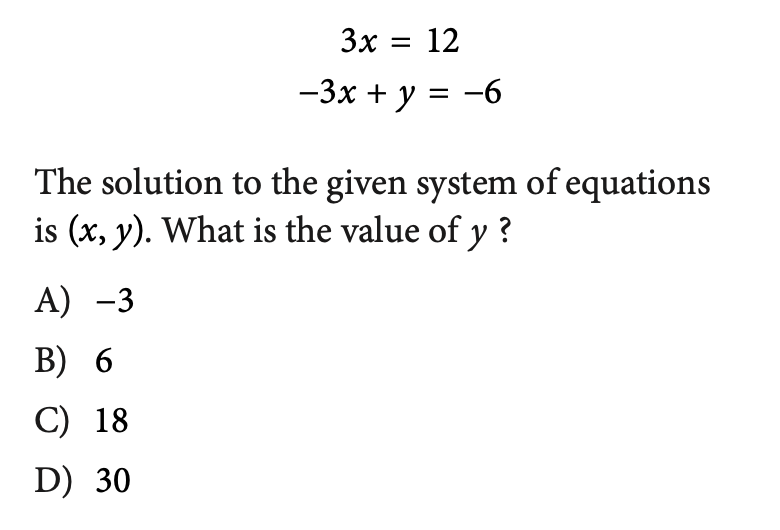 3x = 12
−3x + y = −6
The solution to the given system of equations
is (x, y). What is the value of y ?
A) −3
B) 6
C) 18
D) 30